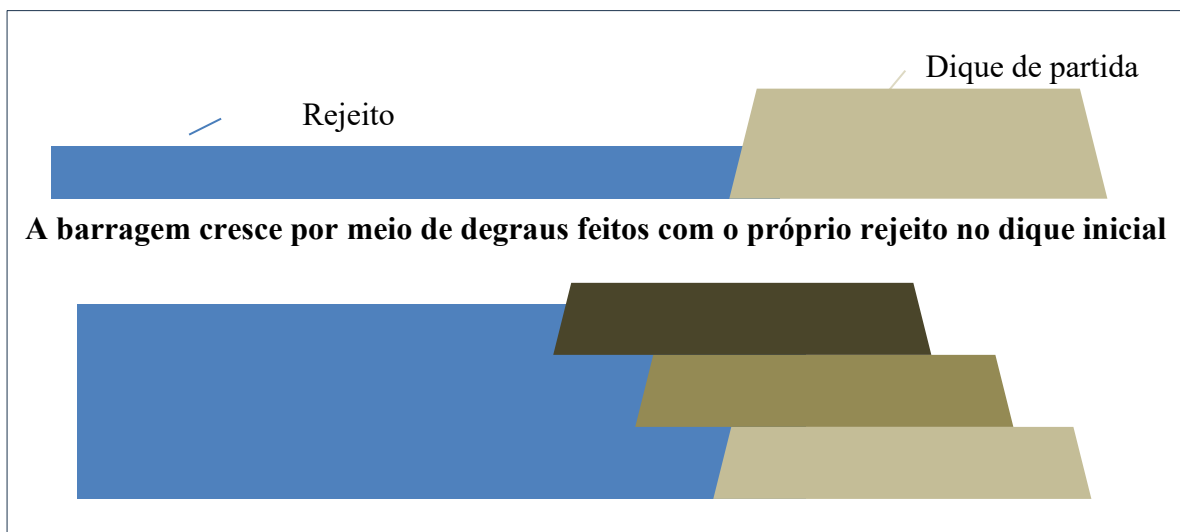 Dique de partida
Rejeito
A barragem cresce por meio de degraus feitos com o próprio rejeito no dique inicial